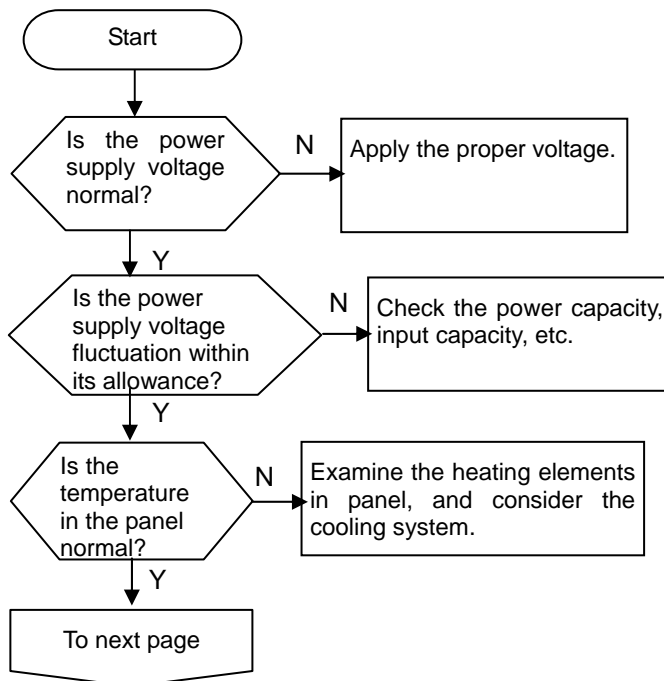 Start
Is the power
supply voltage
normal?
N
Apply the proper voltage.
Y
Is the power
supply voltage
fluctuation within
its allowance?
N
Check the power capacity,
input capacity, etc.
Y
Is the
temperature
in the panel
normal?
N
Examine the heating elements
in panel, and consider the
cooling system.
Y
To next page